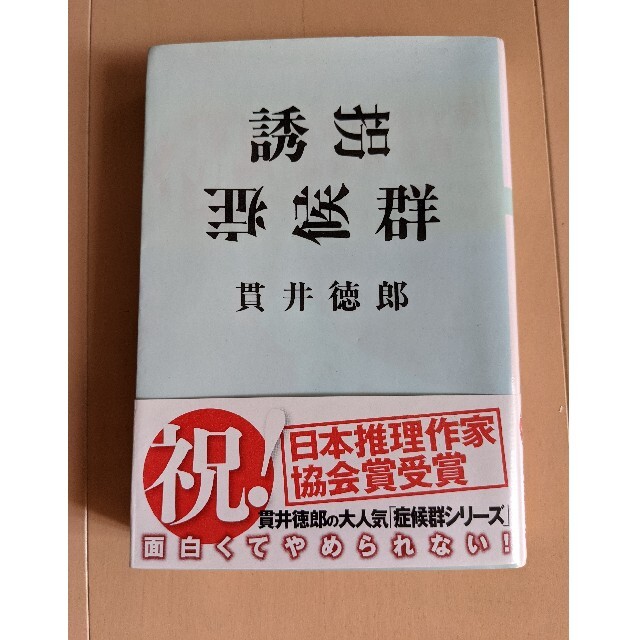 誘拐
症候群
貫井徳郎
祝!
日本推理作家
協会賞受賞
貫井徳郎の大人気「症候群シリーズ」
面白くてやめられない!